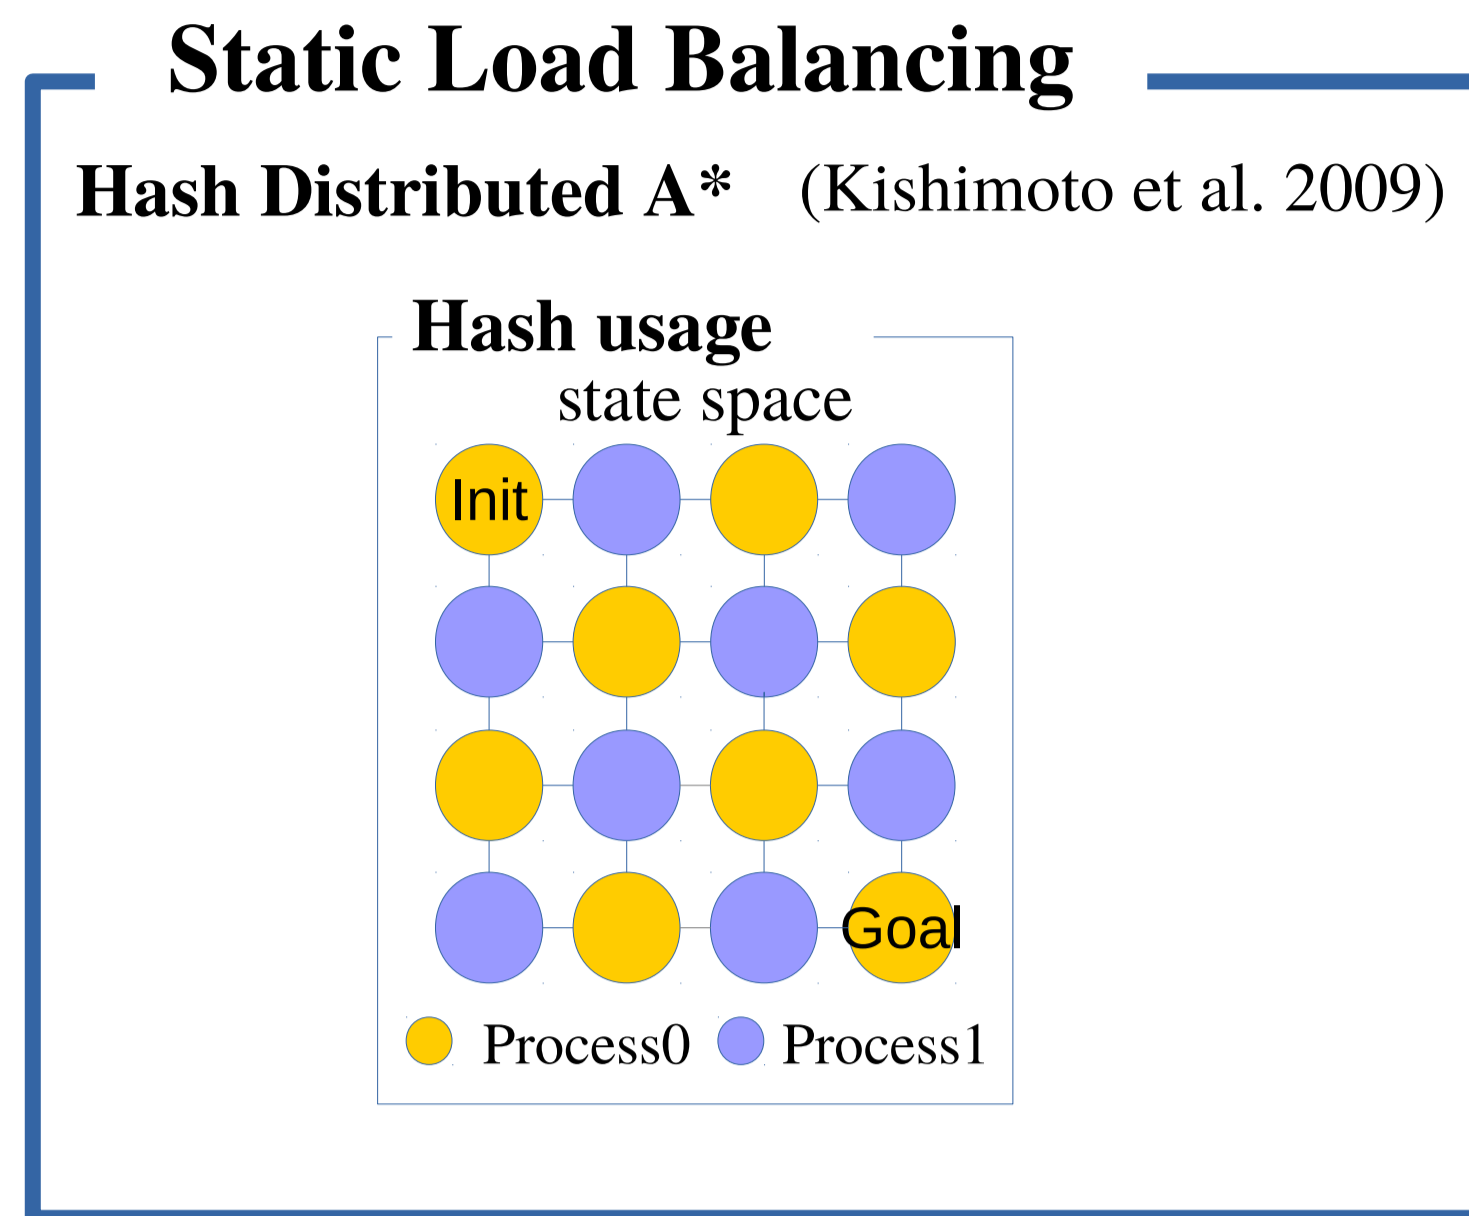 Static Load Balancing
Hash Distributed A* (Kishimoto et al. 2009)
Hash usage
state space
Init
Goal
Process0 Process1